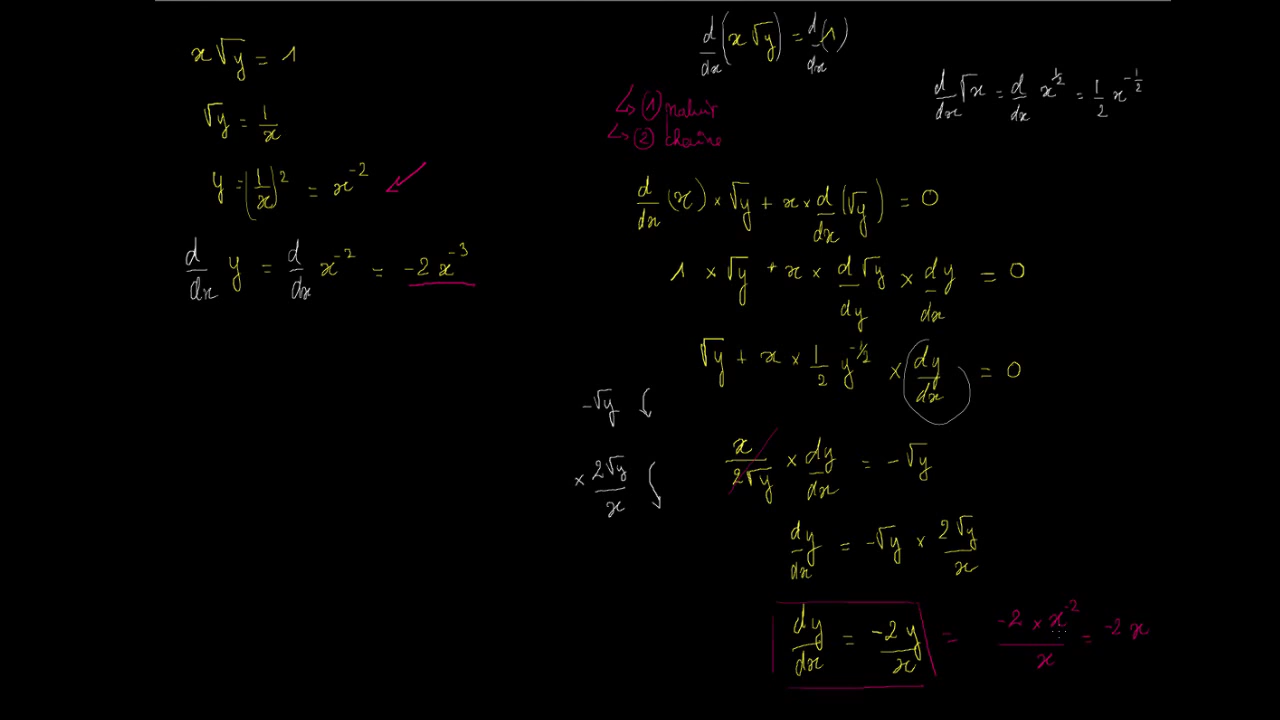 x√y = 1
√y = 1/x
y = (1/x)² = x⁻²
d/dx y = d/dx x⁻² = -2x⁻³
d/dx (x√y) = d/dx (1)
d/dx √x = d/dx x^{1/2} = 1/2 x^{-1/2}
↳ ①
↳ ② chaîne
d/dx (x) × √y + x × d/dx (√y) = 0
1 × √y + x × d/dy √y × d/dx y = 0
√y + x × 1/2 y^{-1/2} × dy/dx = 0
-√y
x/(2√y) × dy/dx = -√y
× 2√y/x
dy/dx = -√y × 2√y/x
dy/dx = -2y/x = (-2 × x⁻²)/x = -2x